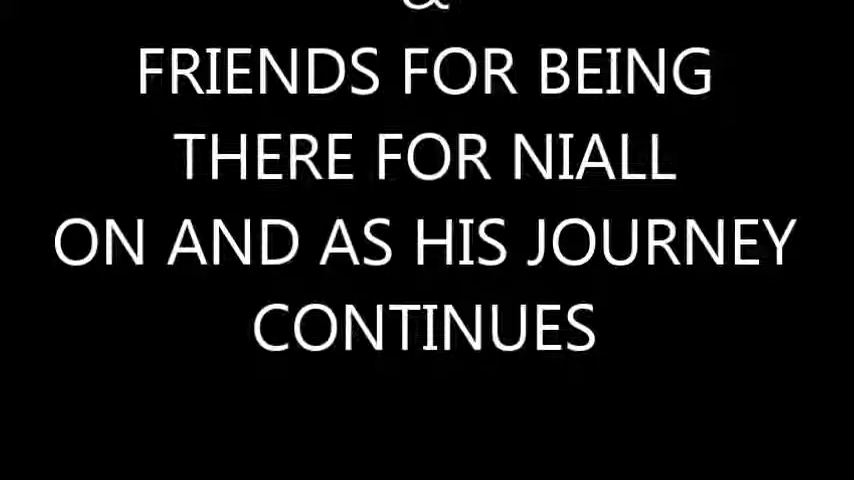 &
FRIENDS FOR BEING
THERE FOR NIALL
ON AND AS HIS JOURNEY
CONTINUES